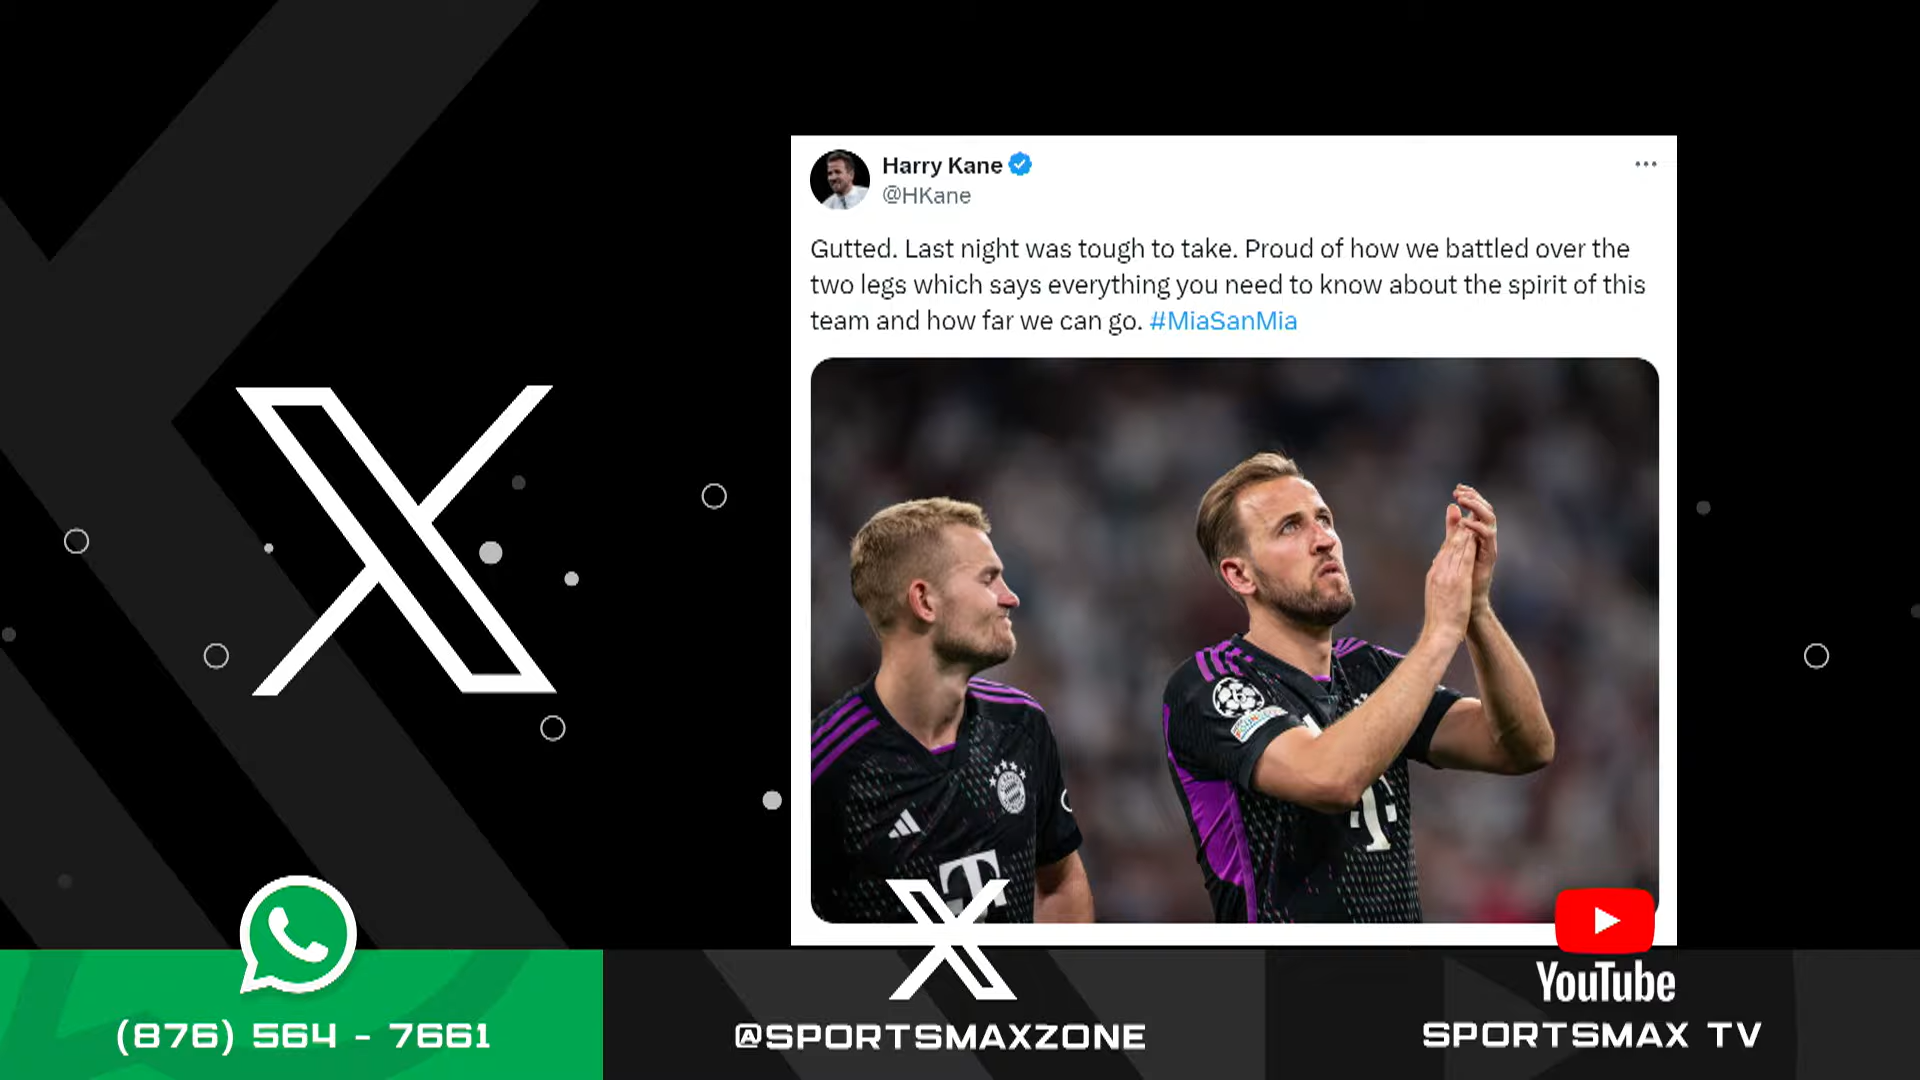 Harry Kane
@HKane
Gutted. Last night was tough to take. Proud of how we battled over the
two legs which says everything you need to know about the spirit of this
team and how far we can go. #MiaSanMia
T
T
YouTube
(876) 564 - 7661
@SPORTSMAXZONE
SPORTSMAX TV